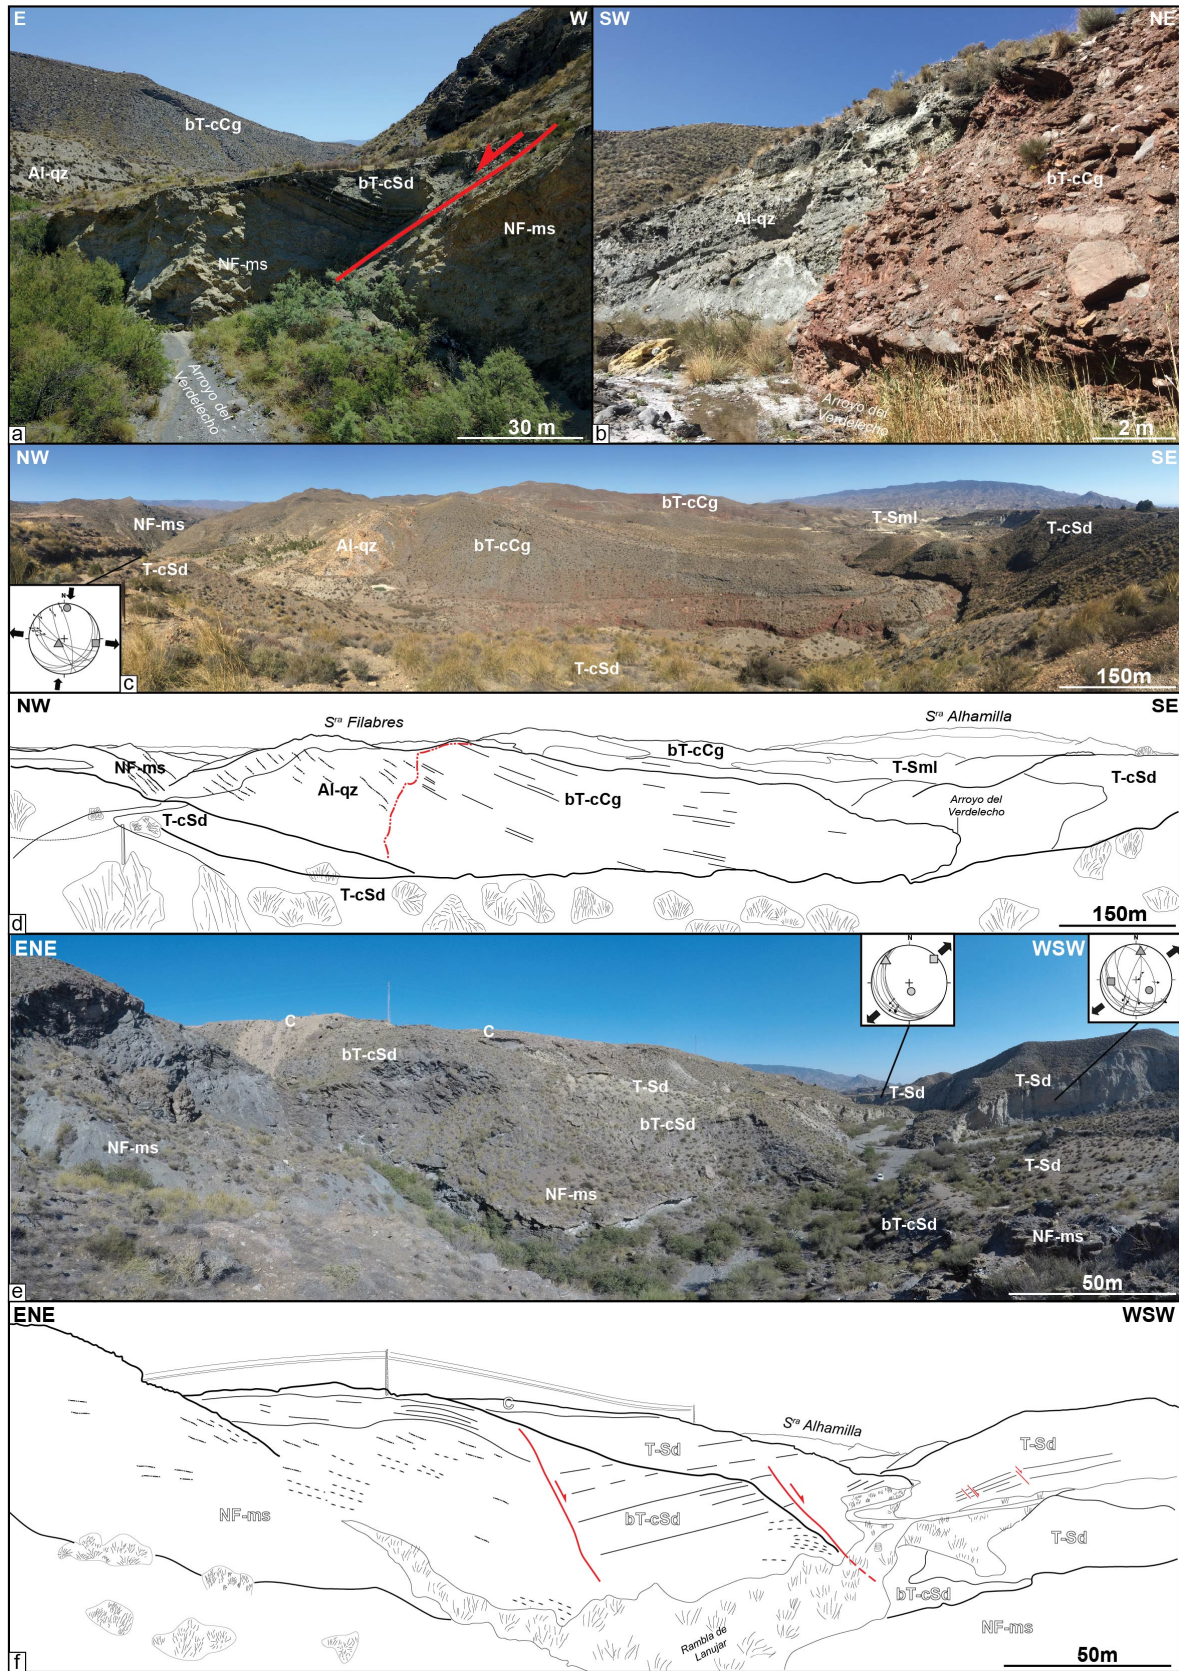 E W
bT-cCg
Al-qz
bT-cSd
NF-ms
NF-ms
Arroyo del
Verdelecho
30 m
a
SW NE
bT-cCg
Al-qz
Arroyo del
Verdelecho
2 m
b
NW SE
bT-cCg
NF-ms
T-Sml
T-cSd
Al-qz
bT-cCg
T-cSd
N
T-cSd
150m
c
NW SE
Sra Filabres
Sra Alhamilla
bT-cCg
NF-ms
T-Sml
T-cSd
Al-qz
bT-cCg
Arroyo del
Verdelecho
T-cSd
T-cSd
150m
d
ENE WSW
N
N
C
C
bT-cSd
T-Sd
T-Sd
T-Sd
bT-cSd
NF-ms
T-Sd
NF-ms
bT-cSd
NF-ms
50m
e
ENE WSW
C
Sra Alhamilla
T-Sd
T-Sd
NF-ms
bT-cSd
T-Sd
bT-cSd
NF-ms
Rambla de
Lanujar
50m
f